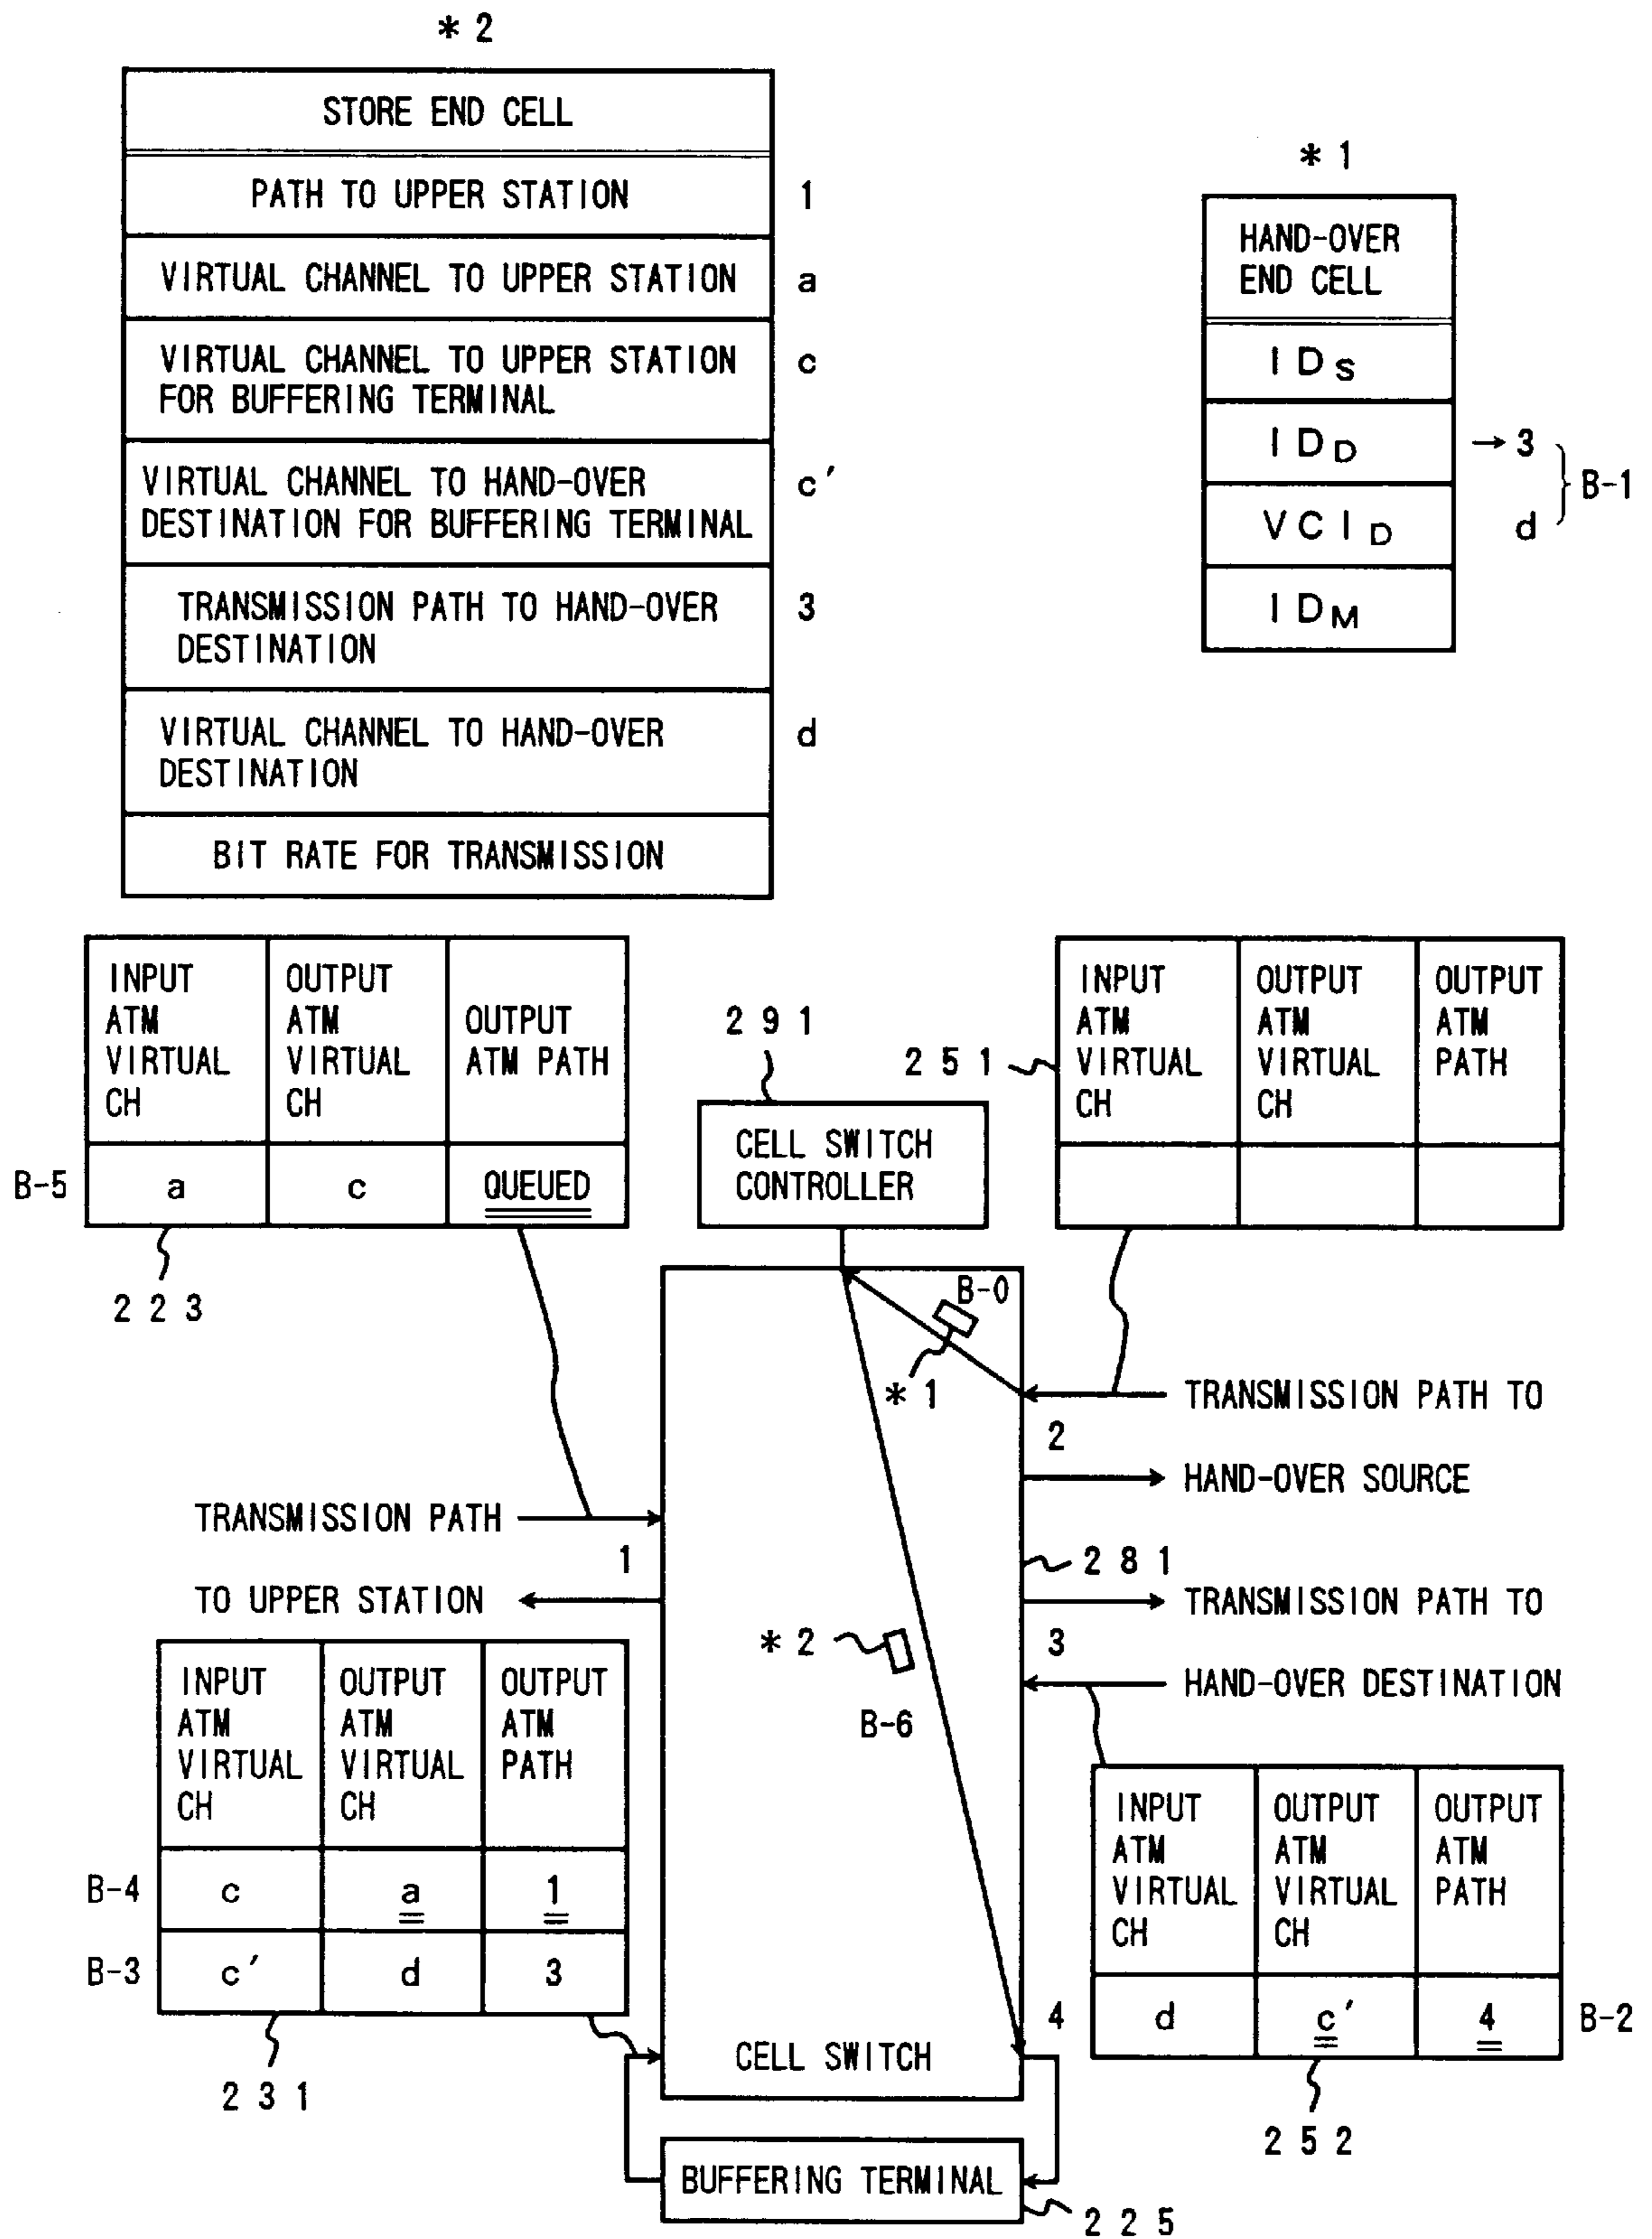 * 2
STORE END CELL
PATH TO UPPER STATION 1
VIRTUAL CHANNEL TO UPPER STATION a
VIRTUAL CHANNEL TO UPPER STATION c
FOR BUFFERING TERMINAL
VIRTUAL CHANNEL TO HAND-OVER c'
DESTINATION FOR BUFFERING TERMINAL
TRANSMISSION PATH TO HAND-OVER 3
DESTINATION
VIRTUAL CHANNEL TO HAND-OVER d
DESTINATION
BIT RATE FOR TRANSMISSION
* 1
HAND-OVER
END CELL
IDS
IDD → 3
VCID d
B-1
IDM
INPUT
ATM
VIRTUAL
CH
OUTPUT
ATM
VIRTUAL
CH
OUTPUT
ATM PATH
B-5 a c QUEUED
223
291
CELL SWITCH
CONTROLLER
251
INPUT
ATM
VIRTUAL
CH
OUTPUT
ATM
VIRTUAL
CH
OUTPUT
ATM
PATH
B-0
* 1
TRANSMISSION PATH TO
2
HAND-OVER SOURCE
TRANSMISSION PATH
1
TO UPPER STATION
281
TRANSMISSION PATH TO
3
HAND-OVER DESTINATION
* 2
B-6
INPUT
ATM
VIRTUAL
CH
OUTPUT
ATM
VIRTUAL
CH
OUTPUT
ATM
PATH
B-4 c a 1
B-3 c' d 3
231
INPUT
ATM
VIRTUAL
CH
OUTPUT
ATM
VIRTUAL
CH
OUTPUT
ATM
PATH
d c' 4 B-2
252
4
CELL SWITCH
BUFFERING TERMINAL
225